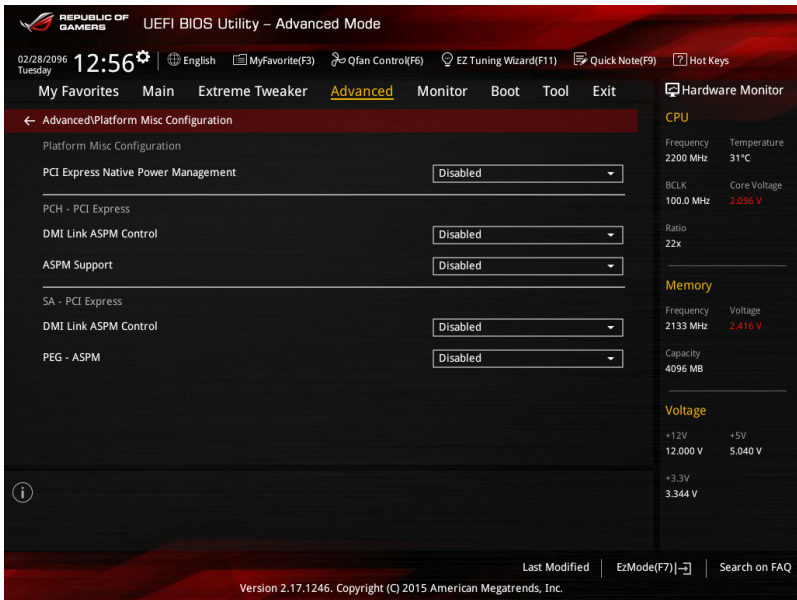 REPUBLIC OF
GAMERS
UEFI BIOS Utility – Advanced Mode
02/28/2096
Tuesday
12:56
English
MyFavorite(F3)
Qfan Control(F6)
EZ Tuning Wizard(F11)
Quick Note(F9)
? Hot Keys
My Favorites Main Extreme Tweaker Advanced Monitor Boot Tool Exit
Hardware Monitor
← Advanced\Platform Misc Configuration
Platform Misc Configuration
PCI Express Native Power Management Disabled
PCH - PCI Express
DMI Link ASPM Control Disabled
ASPM Support Disabled
SA - PCI Express
DMI Link ASPM Control Disabled
PEG - ASPM Disabled
CPU
Frequency Temperature
2200 MHz 31°C
BCLK Core Voltage
100.0 MHz 2.096 V
Ratio
22x
Memory
Frequency Voltage
2133 MHz 2.416 V
Capacity
4096 MB
Voltage
+12V +5V
12.000 V 5.040 V
+3.3V
3.344 V
i
Last Modified
EzMode(F7)
Search on FAQ
Version 2.17.1246. Copyright (C) 2015 American Megatrends, Inc.